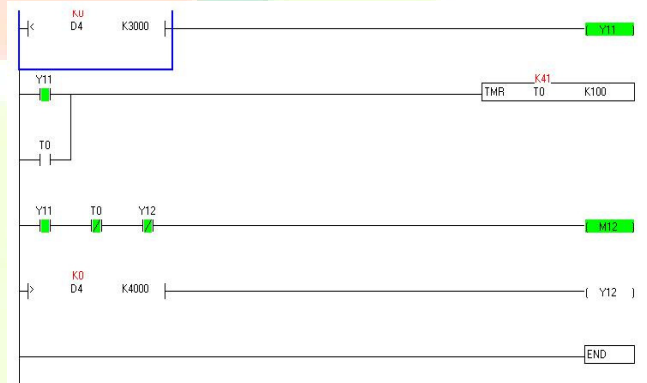 K0
< D4 K3000 ( Y11 )
Y11 K41
TMR T0 K100
T0
Y11 T0 Y12
( M12 )
K0
> D4 K4000 ( Y12 )
END